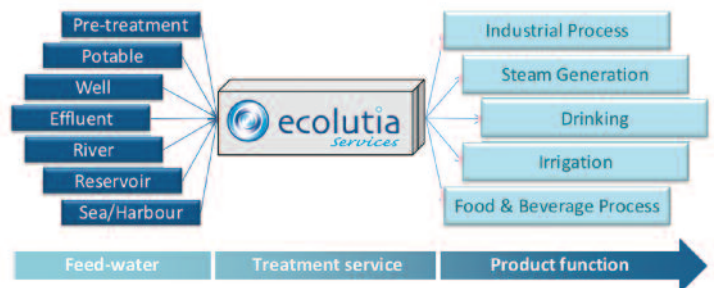 Pre-treatment
Potable
Well
Effluent
River
Reservoir
Sea/Harbour
ecolutia
services
Industrial Process
Steam Generation
Drinking
Irrigation
Food & Beverage Process
Feed-water
Treatment service
Product function